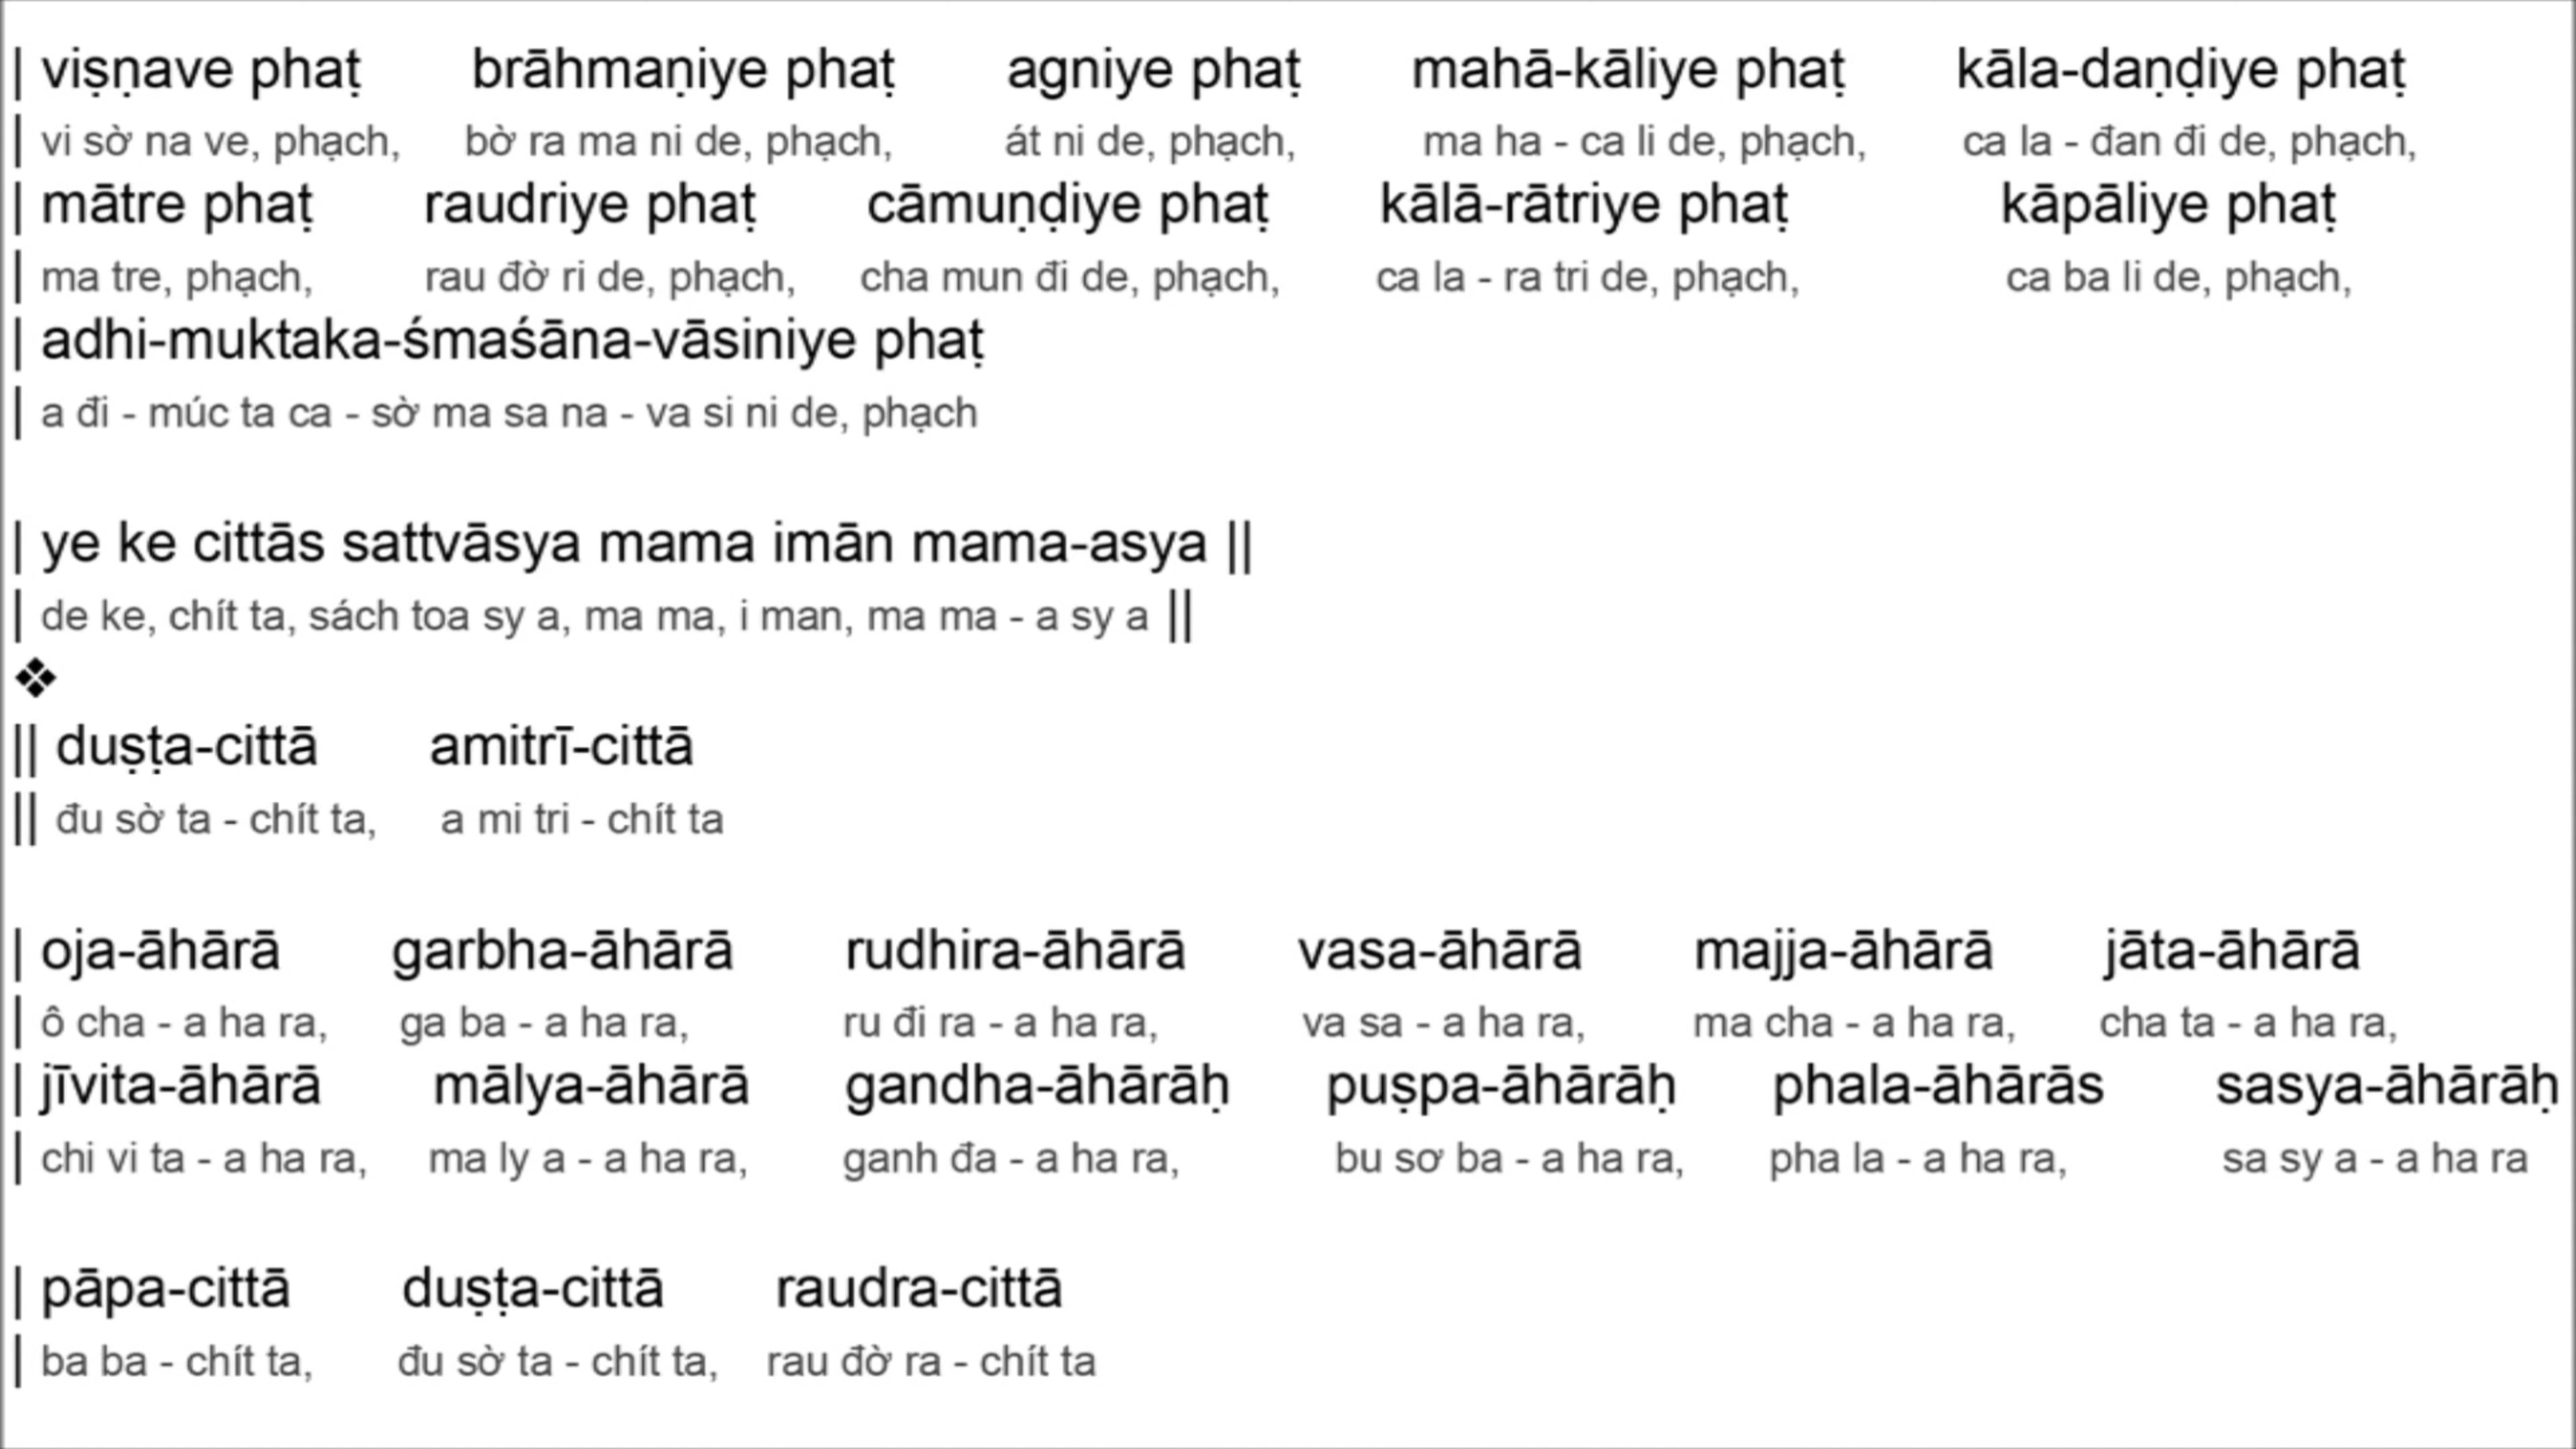 | viṣṇave phaṭ brāhmaṇiye phaṭ agniye phaṭ mahā-kāliye phaṭ kāla-daṇḍiye phaṭ
| vi sờ na ve, phạch, bờ ra ma ni de, phạch, át ni de, phạch, ma ha - ca li de, phạch, ca la - đan đi de, phạch,
| mātre phaṭ raudriye phaṭ cāmuṇḍiye phaṭ kālā-rātriye phaṭ kāpāliye phaṭ
| ma tre, phạch, rau đờ ri de, phạch, cha mun đi de, phạch, ca la - ra tri de, phạch, ca ba li de, phạch,
| adhi-muktaka-śmaśāna-vāsiniye phaṭ
| a đi - múc ta ca - sờ ma sa na - va si ni de, phạch
| ye ke cittās sattvāsya mama imān mama-asya ||
| de ke, chít ta, sách toa sy a, ma ma, i man, ma ma - a sy a ||
❖
|| duṣṭa-cittā amitrī-cittā
|| đu sờ ta - chít ta, a mi tri - chít ta
| oja-āhārā garbha-āhārā rudhira-āhārā vasa-āhārā majja-āhārā jāta-āhārā
| ô cha - a ha ra, ga ba - a ha ra, ru đi ra - a ha ra, va sa - a ha ra, ma cha - a ha ra, cha ta - a ha ra,
| jīvita-āhārā mālya-āhārā gandha-āhārāḥ puṣpa-āhārāḥ phala-āhārās sasya-āhārāḥ
| chi vi ta - a ha ra, ma ly a - a ha ra, ganh đa - a ha ra, bu sơ ba - a ha ra, pha la - a ha ra, sa sy a - a ha ra
| pāpa-cittā duṣṭa-cittā raudra-cittā
| ba ba - chít ta, đu sờ ta - chít ta, rau đờ ra - chít ta